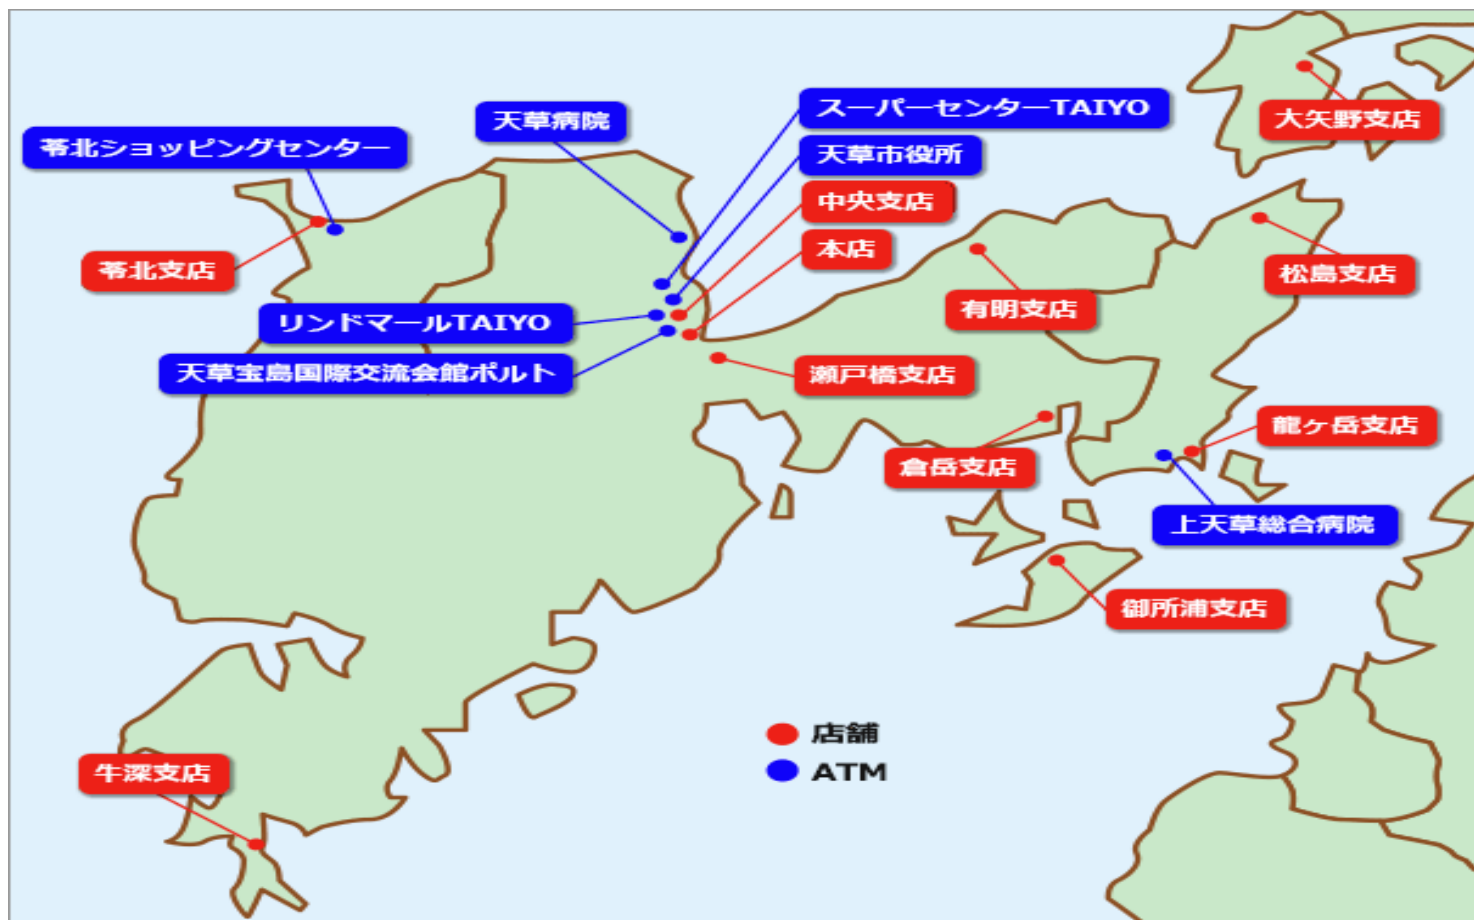 スーパーセンターTAIYO
天草病院
大矢野支店
苓北ショッピングセンター
天草市役所
中央支店
本店
苓北支店
松島支店
有明支店
リンドマールTAIYO
天草宝島国際交流会館ポルト
瀬戸橋支店
龍ヶ岳支店
倉岳支店
上天草総合病院
御所浦支店
店舗
ATM
牛深支店